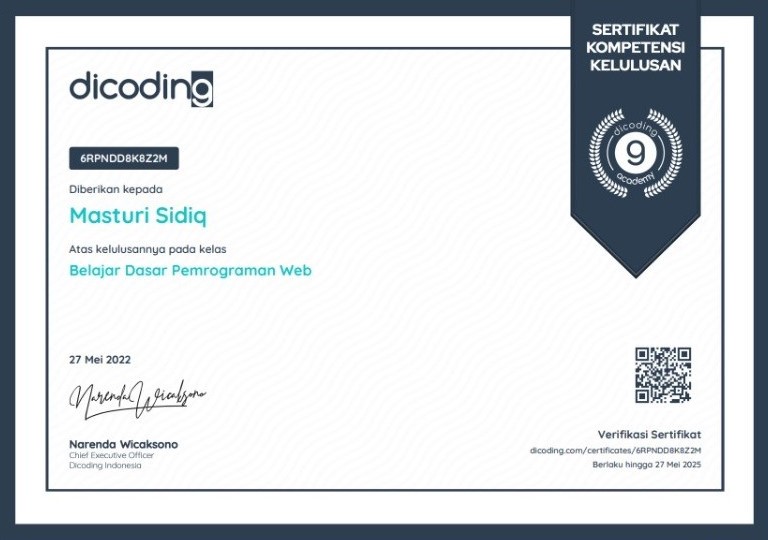 SERTIFIKAT
KOMPETENSI
KELULUSAN
dicoding
dicoding
9
academy
6RPNDD8K8Z2M
Diberikan kepada
Masturi Sidiq
Atas kelulusannya pada kelas
Belajar Dasar Pemrograman Web
27 Mei 2022
Narenda Wicaksono
Narenda Wicaksono
Chief Executive Officer
Dicoding Indonesia
Verifikasi Sertifikat
dicoding.com/certificates/6RPNDD8K8Z2M
Berlaku hingga 27 Mei 2025